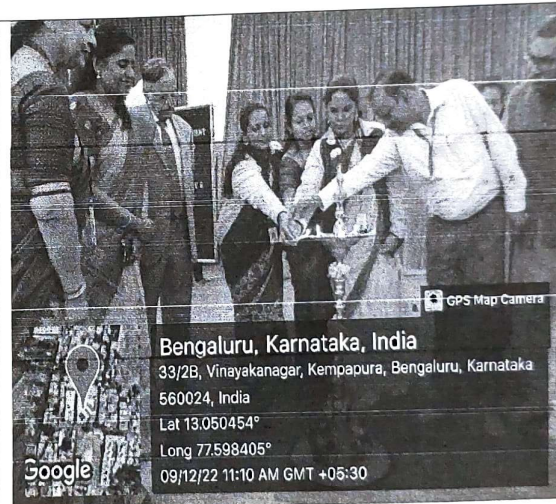 GPS Map Camera
Bengaluru, Karnataka, India
33/2B, Vinayakanagar, Kempapura, Bengaluru, Karnataka
560024, India
Lat 13.050454°
Long 77.598405°
09/12/22 11:10 AM GMT +05:30
Google